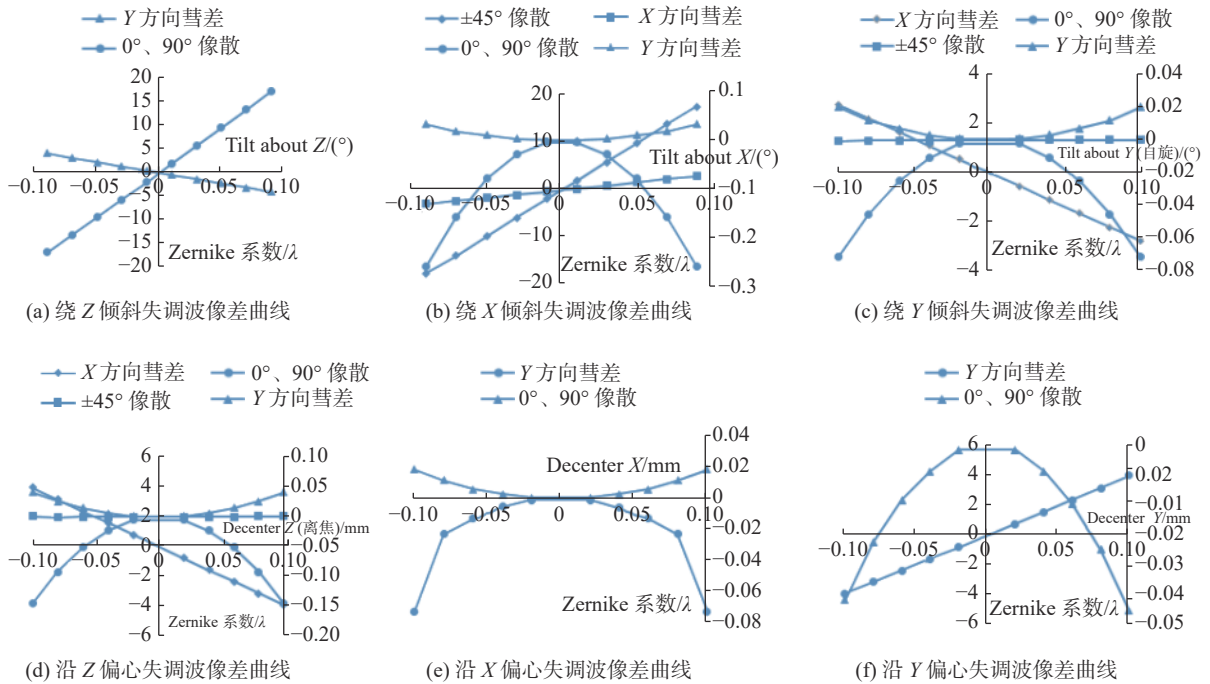 Y 方向彗差
0°、90° 像散
20
15
10
5
0
−5
−10
−15
−20
−0.10
−0.05
0
0.05
0.10
Tilt about Z/(°)
Zernike 系数/λ
(a) 绕 Z 倾斜失调波像差曲线
±45° 像散
X 方向彗差
0°、90° 像散
Y 方向彗差
20
10
0
−10
−20
0.1
0
−0.1
−0.2
−0.3
−0.10
−0.05
0
0.05
0.10
Tilt about X/(°)
Zernike 系数/λ
(b) 绕 X 倾斜失调波像差曲线
X 方向彗差
0°、90° 像散
±45° 像散
Y 方向彗差
4
2
0
−2
−4
0.04
0.02
0
−0.02
−0.04
−0.06
−0.08
−0.10
−0.05
0
0.05
0.10
Tilt about Y (自旋)/(°)
Zernike 系数/λ
(c) 绕 Y 倾斜失调波像差曲线
X 方向彗差
0°、90° 像散
±45° 像散
Y 方向彗差
6
4
2
0
−2
−4
−6
0.10
0.05
0
−0.05
−0.10
−0.15
−0.20
−0.10
−0.05
0
0.05
0.10
Decenter Z (离焦)/mm
Zernike 系数/λ
(d) 沿 Z 偏心失调波像差曲线
Y 方向彗差
0°、90° 像散
0.04
0.02
0
−0.02
−0.04
−0.06
−0.08
−0.10
−0.05
0
0.05
0.10
Decenter X/mm
Zernike 系数/λ
(e) 沿 X 偏心失调波像差曲线
Y 方向彗差
0°、90° 像散
6
4
2
0
−2
−4
−6
0
0.02
−0.01
−0.02
−0.03
−0.04
−0.05
−0.10
−0.05
0
0.05
0.10
Decenter Y/mm
Zernike 系数/λ
(f) 沿 Y 偏心失调波像差曲线